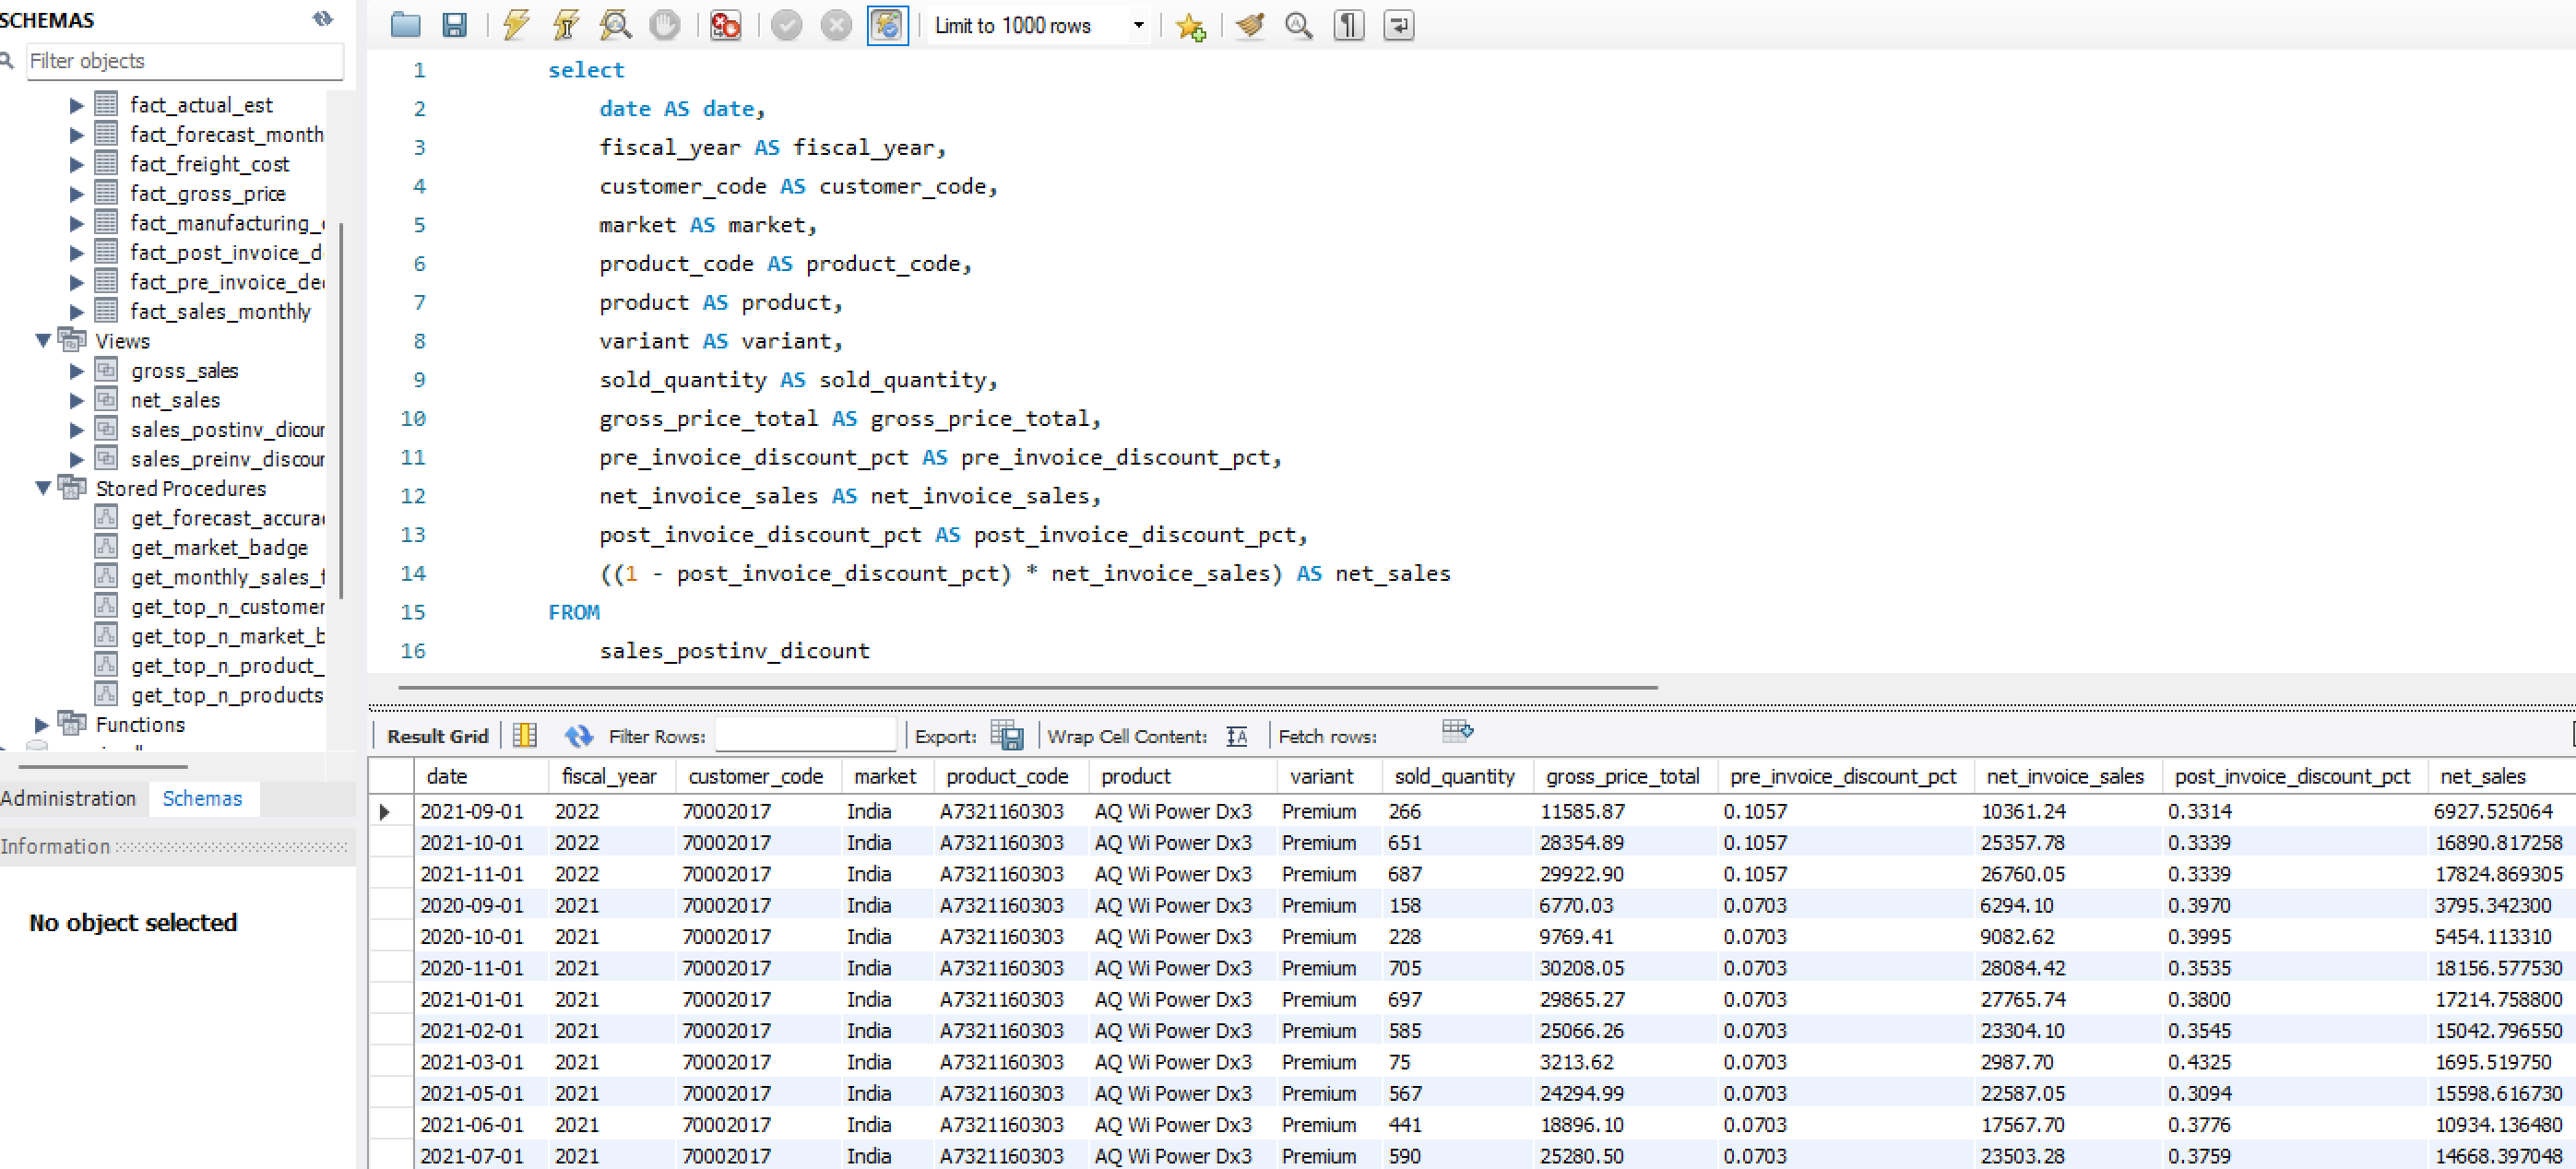 SCHEMAS
Filter objects
fact_actual_est
fact_forecast_month
fact_freight_cost
fact_gross_price
fact_manufacturing_
fact_post_invoice_d
fact_pre_invoice_de
fact_sales_monthly
Views
gross_sales
net_sales
sales_postinv_dicour
sales_preinv_discour
Stored Procedures
get_forecast_accura
get_market_badge
get_monthly_sales_f
get_top_n_customer
get_top_n_market_b
get_top_n_product_
get_top_n_products
Functions
Administration Schemas
Information
No object selected
Limit to 1000 rows
1 select
2 date AS date,
3 fiscal_year AS fiscal_year,
4 customer_code AS customer_code,
5 market AS market,
6 product_code AS product_code,
7 product AS product,
8 variant AS variant,
9 sold_quantity AS sold_quantity,
10 gross_price_total AS gross_price_total,
11 pre_invoice_discount_pct AS pre_invoice_discount_pct,
12 net_invoice_sales AS net_invoice_sales,
13 post_invoice_discount_pct AS post_invoice_discount_pct,
14 ((1 - post_invoice_discount_pct) * net_invoice_sales) AS net_sales
15 FROM
16 sales_postinv_dicount
Result Grid Filter Rows: Export: Wrap Cell Content: Fetch rows:
date fiscal_year customer_code market product_code product variant sold_quantity gross_price_total pre_invoice_discount_pct net_invoice_sales post_invoice_discount_pct net_sales
2021-09-01 2022 70002017 India A7321160303 AQ Wi Power Dx3 Premium 266 11585.87 0.1057 10361.24 0.3314 6927.525064
2021-10-01 2022 70002017 India A7321160303 AQ Wi Power Dx3 Premium 651 28354.89 0.1057 25357.78 0.3339 16890.817258
2021-11-01 2022 70002017 India A7321160303 AQ Wi Power Dx3 Premium 687 29922.90 0.1057 26760.05 0.3339 17824.869305
2020-09-01 2021 70002017 India A7321160303 AQ Wi Power Dx3 Premium 158 6770.03 0.0703 6294.10 0.3970 3795.342300
2020-10-01 2021 70002017 India A7321160303 AQ Wi Power Dx3 Premium 228 9769.41 0.0703 9082.62 0.3995 5454.113310
2020-11-01 2021 70002017 India A7321160303 AQ Wi Power Dx3 Premium 705 30208.05 0.0703 28084.42 0.3535 18156.577530
2021-01-01 2021 70002017 India A7321160303 AQ Wi Power Dx3 Premium 697 29865.27 0.0703 27765.74 0.3800 17214.758800
2021-02-01 2021 70002017 India A7321160303 AQ Wi Power Dx3 Premium 585 25066.26 0.0703 23304.10 0.3545 15042.796550
2021-03-01 2021 70002017 India A7321160303 AQ Wi Power Dx3 Premium 75 3213.62 0.0703 2987.70 0.4325 1695.519750
2021-05-01 2021 70002017 India A7321160303 AQ Wi Power Dx3 Premium 567 24294.99 0.0703 22587.05 0.3094 15598.616730
2021-06-01 2021 70002017 India A7321160303 AQ Wi Power Dx3 Premium 441 18896.10 0.0703 17567.70 0.3776 10934.136480
2021-07-01 2021 70002017 India A7321160303 AQ Wi Power Dx3 Premium 590 25280.50 0.0703 23503.28 0.3759 14668.397048